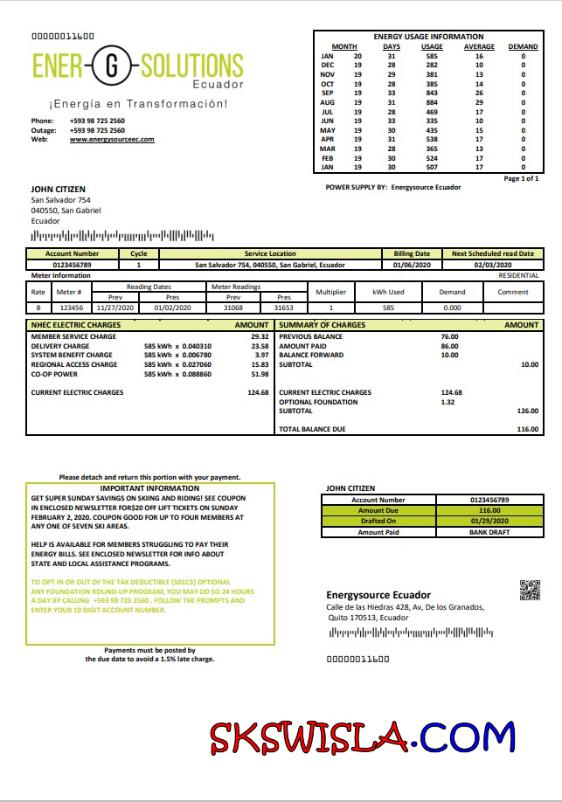 00000011600
ENER G SOLUTIONS
Ecuador
¡Energía en Transformación!
Phone: +593 98 725 2560
Outage: +593 98 725 2560
Web: www.energysourceec.com
ENERGY USAGE INFORMATION
MONTH DAYS USAGE AVERAGE DEMAND
JAN 20 31 585 16 0
DEC 19 28 282 10 0
NOV 19 29 381 13 0
OCT 19 28 385 14 0
SEP 19 33 843 26 0
AUG 19 31 884 29 0
JUL 19 28 469 17 0
JUN 19 33 335 10 0
MAY 19 30 435 15 0
APR 19 31 538 17 0
MAR 19 28 365 13 0
FEB 19 30 524 17 0
JAN 19 30 507 17 0
Page 1 of 1
POWER SUPPLY BY: Energysource Ecuador
JOHN CITIZEN
San Salvador 754
040550, San Gabriel
Ecuador
Account Number Cycle Service Location Billing Date Next Scheduled read Date
0123456789 1 San Salvador 754, 040550, San Gabriel, Ecuador 01/06/2020 02/03/2020
Meter Information RESIDENTIAL
Rate Meter # Reading Dates Meter Readings Multiplier kWh Used Demand Comment
Prev Pres Prev Pres
B 123456 11/27/2020 01/02/2020 31068 31653 1 585 0.000
NHEC ELECTRIC CHARGES AMOUNT
MEMBER SERVICE CHARGE 29.32
DELIVERY CHARGE 585 kWh x 0.040310 23.58
SYSTEM BENEFIT CHARGE 585 kWh x 0.006780 3.97
REGIONAL ACCESS CHARGE 585 kWh x 0.027060 15.83
CO-OP POWER 585 kWh x 0.088860 51.98
CURRENT ELECTRIC CHARGES 124.68
SUMMARY OF CHARGES AMOUNT
PREVIOUS BALANCE 76.00
AMOUNT PAID 86.00
BALANCE FORWARD 10.00
SUBTOTAL 10.00
CURRENT ELECTRIC CHARGES 124.68
OPTIONAL FOUNDATION 1.32
SUBTOTAL 126.00
TOTAL BALANCE DUE 116.00
Please detach and return this portion with your payment.
IMPORTANT INFORMATION
GET SUPER SUNDAY SAVINGS ON SKIING AND RIDING! SEE COUPON
IN ENCLOSED NEWSLETTER FOR$20 OFF LIFT TICKETS ON SUNDAY
FEBRUARY 2, 2020. COUPON GOOD FOR UP TO FOUR MEMBERS AT
ANY ONE OF SEVEN SKI AREAS.
HELP IS AVAILABLE FOR MEMBERS STRUGGLING TO PAY THEIR
ENERGY BILLS. SEE ENCLOSED NEWSLETTER FOR INFO ABOUT
STATE AND LOCAL ASSISTANCE PROGRAMS.
TO OPT IN OR OUT OF THE TAX DEDUCTIBLE (501C3) OPTIONAL
ANY FOUNDATION ROUND-UP PROGRAM, YOU MAY DO SO 24 HOURS
A DAY BY CALLING +593 98 725 2560 , FOLLOW THE PROMPTS AND
ENTER YOUR 10 DIGIT ACCOUNT NUMBER.
Payments must be posted by
the due date to avoid a 1.5% late charge.
JOHN CITIZEN
Account Number 0123456789
Amount Due 116.00
Drafted On 01/29/2020
Amount Paid BANK DRAFT
Energysource Ecuador
Calle de las Hiedras 428, Av, De los Granados,
Quito 170513, Ecuador
00000011600
SKSWISLA.COM